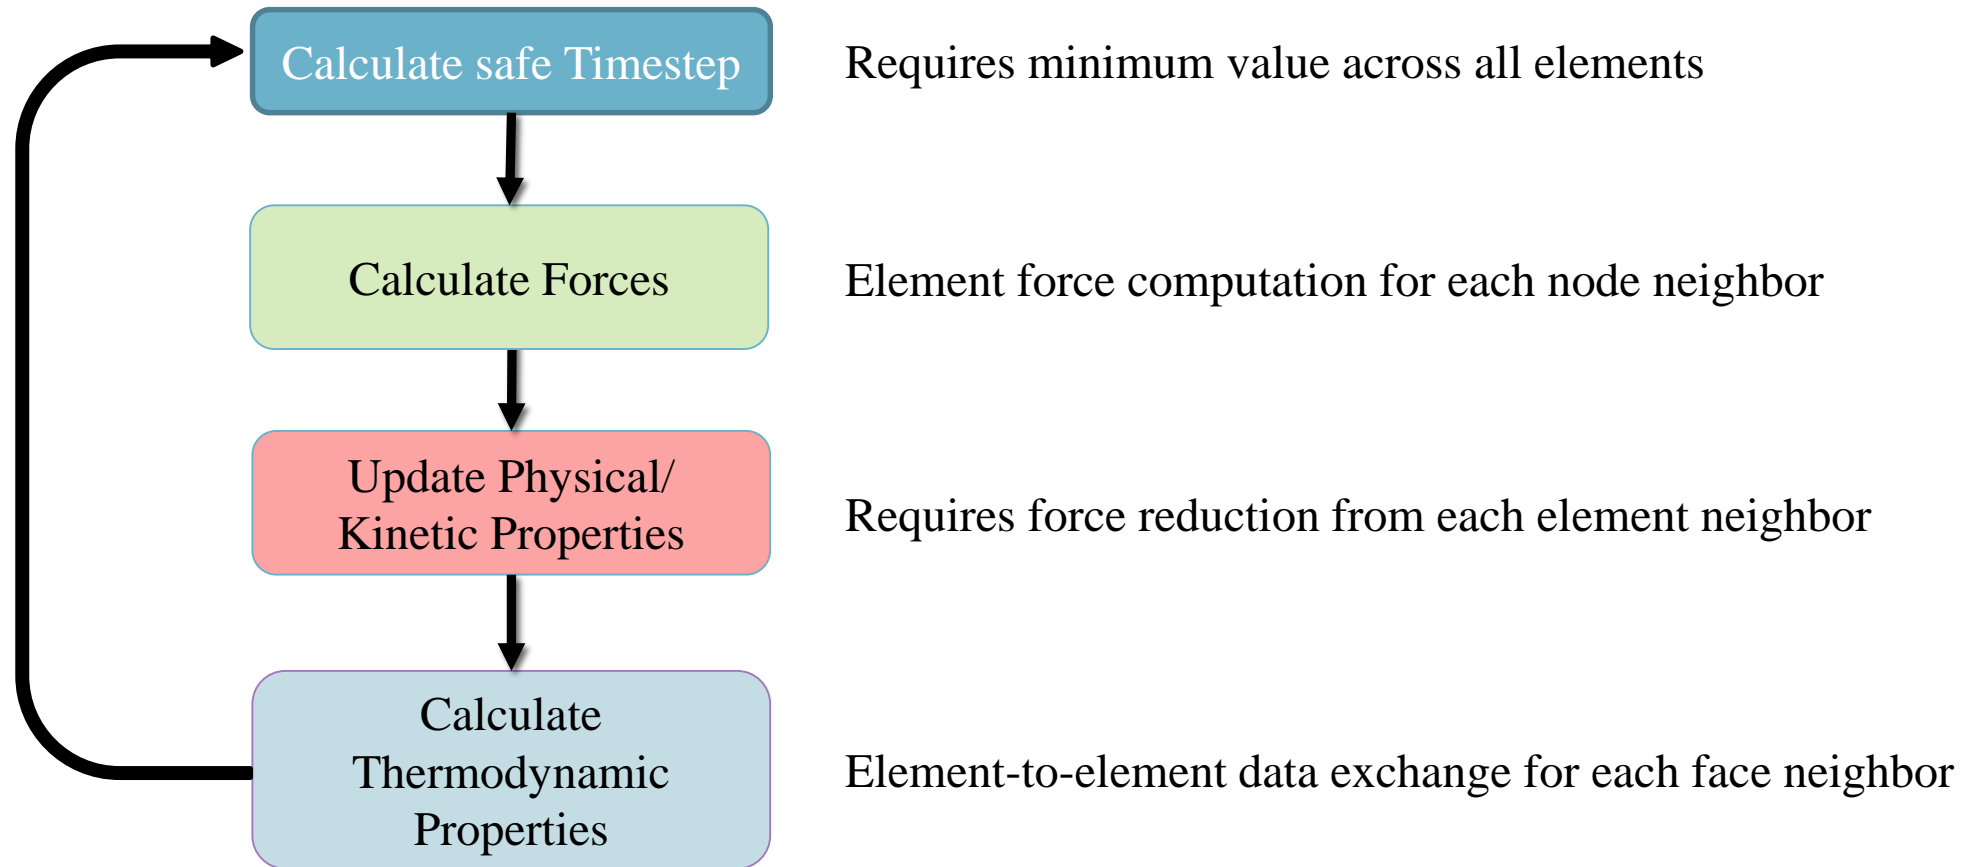 Calculate safe Timestep
Requires minimum value across all elements
Calculate Forces
Element force computation for each node neighbor
Update Physical/
Kinetic Properties
Requires force reduction from each element neighbor
Calculate
Thermodynamic
Properties
Element-to-element data exchange for each face neighbor